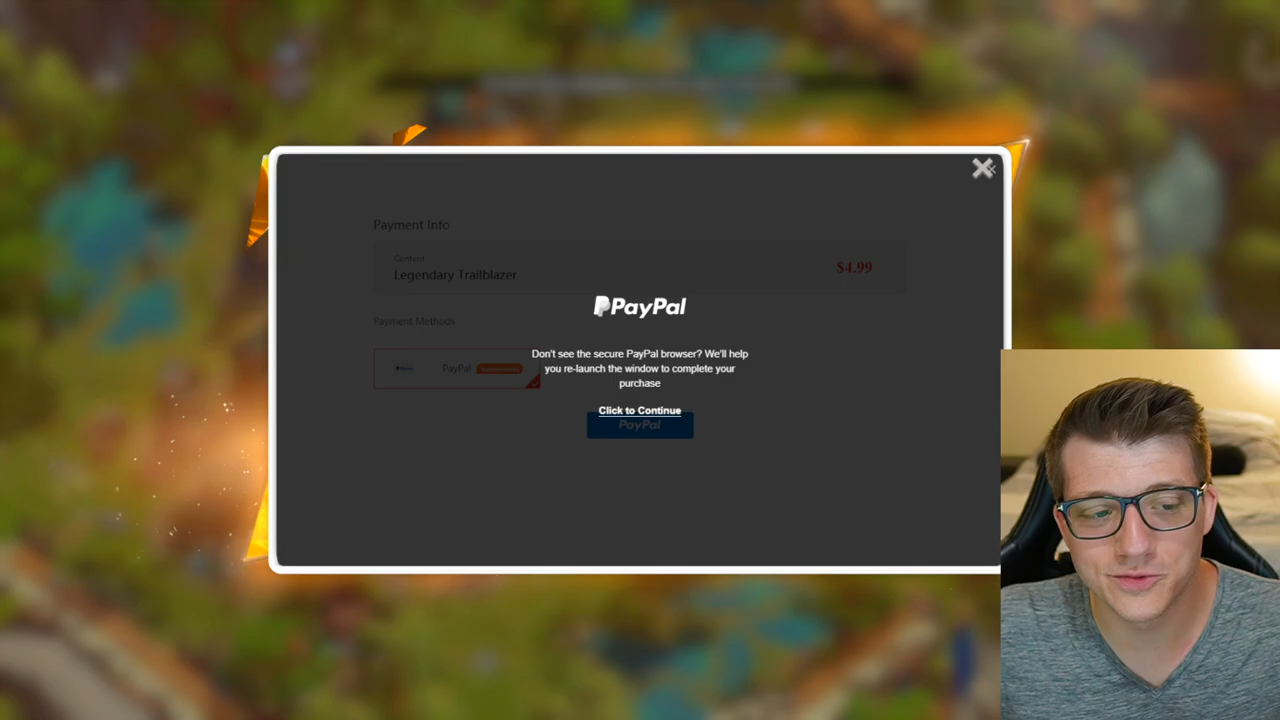 Payment Info
Content
Legendary Trailblazer
$4.99
PayPal
Payment Methods
Don't see the secure PayPal browser? We'll help
you re-launch the window to complete your
purchase
PayPal
Click to Continue
PayPal